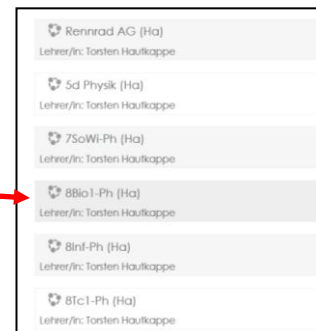 Rennrad AG (Ha)
Lehrer/in: Torsten Hautkappe
5d Physik (Ha)
Lehrer/in: Torsten Hautkappe
7SoWi-Ph (Ha)
Lehrer/in: Torsten Hautkappe
8Bio1-Ph (Ha)
Lehrer/in: Torsten Hautkappe
8Inf-Ph (Ha)
Lehrer/in: Torsten Hautkappe
8Tc1-Ph (Ha)
Lehrer/in: Torsten Hautkappe